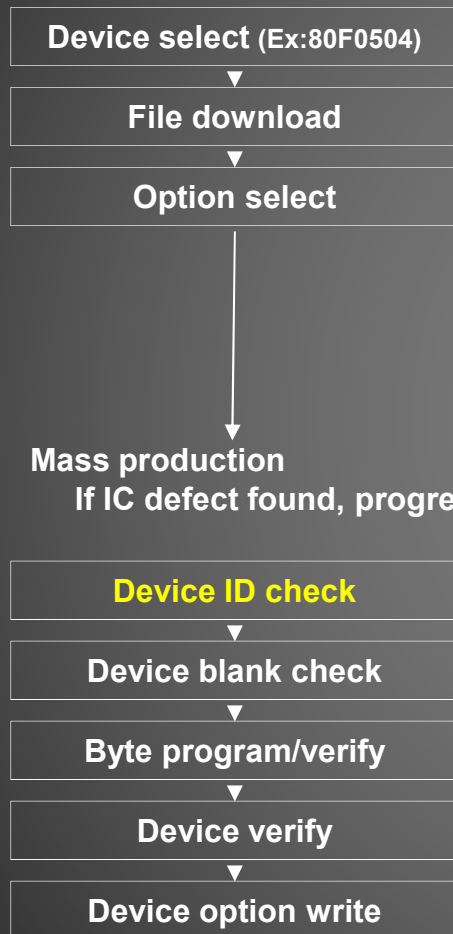 Device select (Ex:80F0504)
File download
Option select
Mass production
If IC defect found,
Device ID check
Device blank check
Byte program/verify
Device verify
Device option write